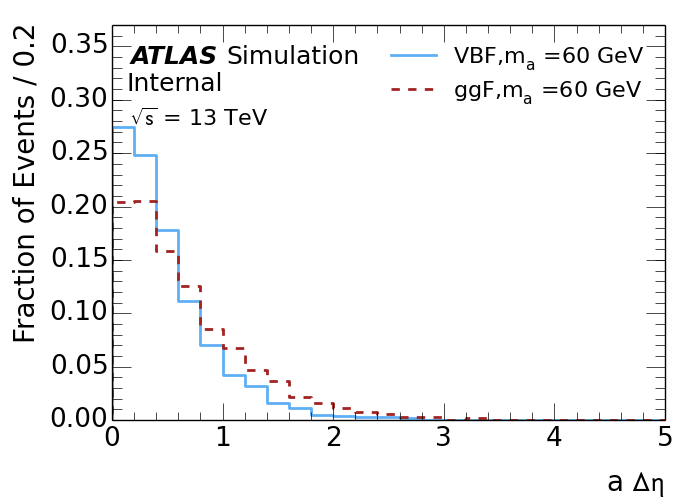 ATLAS Simulation
Internal
√s = 13 TeV
VBF,mₐ =60 GeV
ggF,mₐ =60 GeV
Fraction of Events / 0.2
0.35
0.30
0.25
0.20
0.15
0.10
0.05
0.00
0 1 2 3 4 5
a Δη